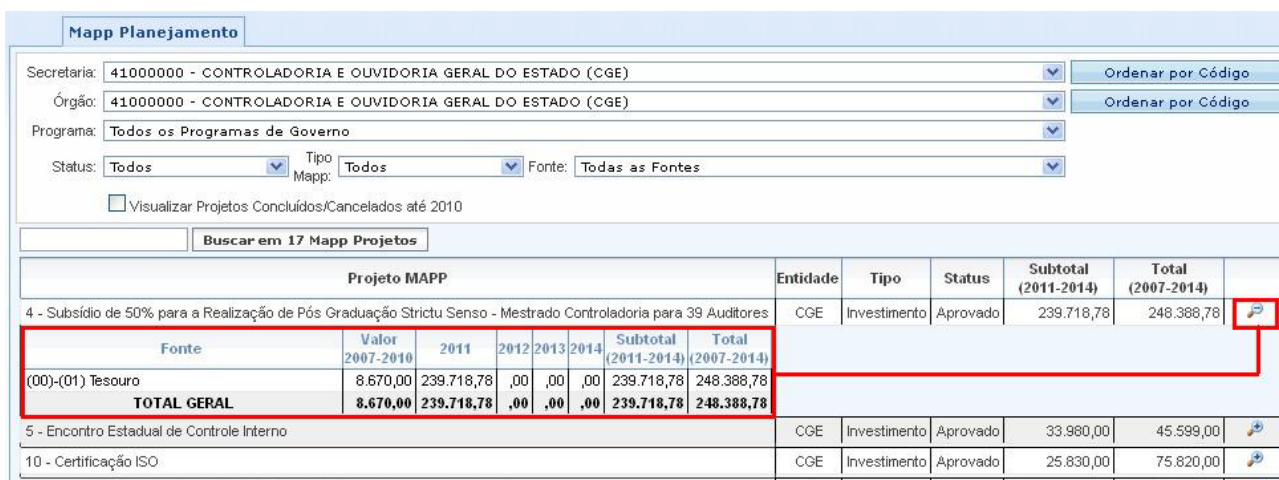 Mapp Planejamento
Secretaria: 41000000 - CONTROLADORIA E OUVIDORIA GERAL DO ESTADO (CGE) Ordenar por Código
Órgão: 41000000 - CONTROLADORIA E OUVIDORIA GERAL DO ESTADO (CGE) Ordenar por Código
Programa: Todos os Programas de Governo
Status: Todos Tipo Mapp: Todos Fonte: Todas as Fontes
Visualizar Projetos Concluídos/Cancelados até 2010
Buscar em 17 Mapp Projetos
Projeto MAPP Entidade Tipo Status Subtotal (2011-2014) Total (2007-2014)
4 - Subsídio de 50% para a Realização de Pós Graduação Strictu Senso - Mestrado Controladoria para 39 Auditores CGE Investimento Aprovado 239.718,78 248.388,78
Fonte Valor 2007-2010 2011 2012 2013 2014 Subtotal (2011-2014) Total (2007-2014)
(00)-(01) Tesouro 8.670,00 239.718,78 ,00 ,00 ,00 239.718,78 248.388,78
TOTAL GERAL 8.670,00 239.718,78 ,00 ,00 ,00 239.718,78 248.388,78
5 - Encontro Estadual de Controle Interno CGE Investimento Aprovado 33.980,00 45.599,00
10 - Certificação ISO CGE Investimento Aprovado 25.830,00 75.820,00